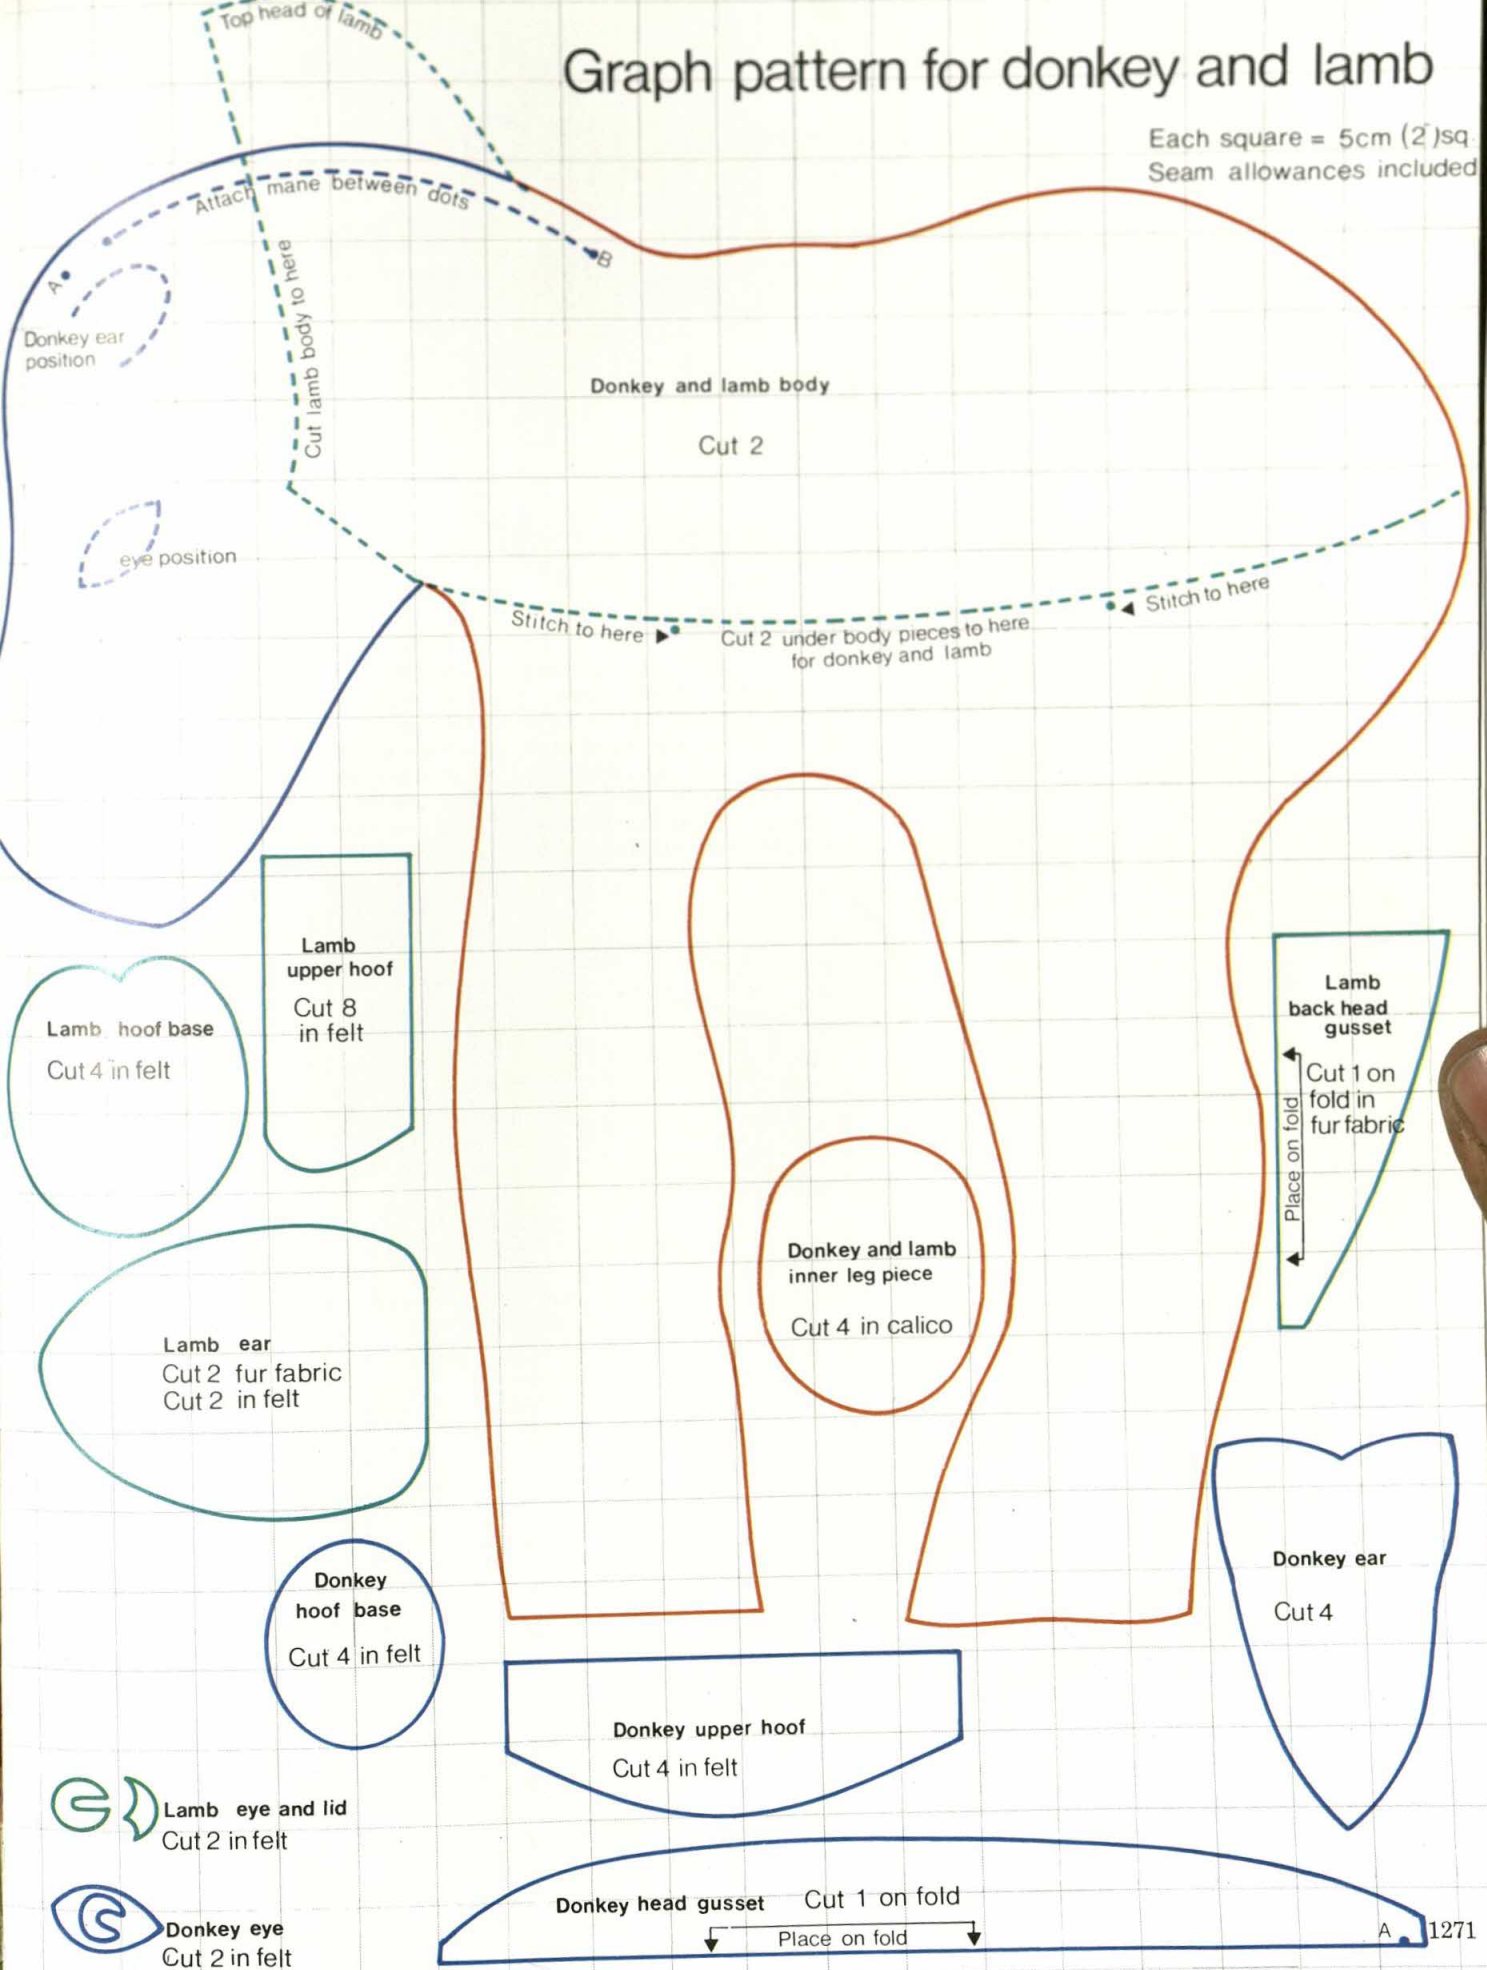 Top head of lamb
Graph pattern for donkey and lamb
Each square = 5cm (2")sq
Seam allowances included
Attach mane between dots
A
B
Donkey ear
position
Cut lamb body to here
Donkey and lamb body
Cut 2
eye position
Stitch to here
Cut 2 under body pieces to here
for donkey and lamb
Stitch to here
Lamb
upper hoof
Cut 8
in felt
Lamb hoof base
Cut 4 in felt
Lamb
back head
gusset
Cut 1 on
fold in
fur fabric
Place on fold
Donkey and lamb
inner leg piece
Cut 4 in calico
Lamb ear
Cut 2 fur fabric
Cut 2 in felt
Donkey
hoof base
Cut 4 in felt
Donkey ear
Cut 4
Donkey upper hoof
Cut 4 in felt
Lamb eye and lid
Cut 2 in felt
Donkey eye
Cut 2 in felt
Donkey head gusset Cut 1 on fold
Place on fold
A
1271